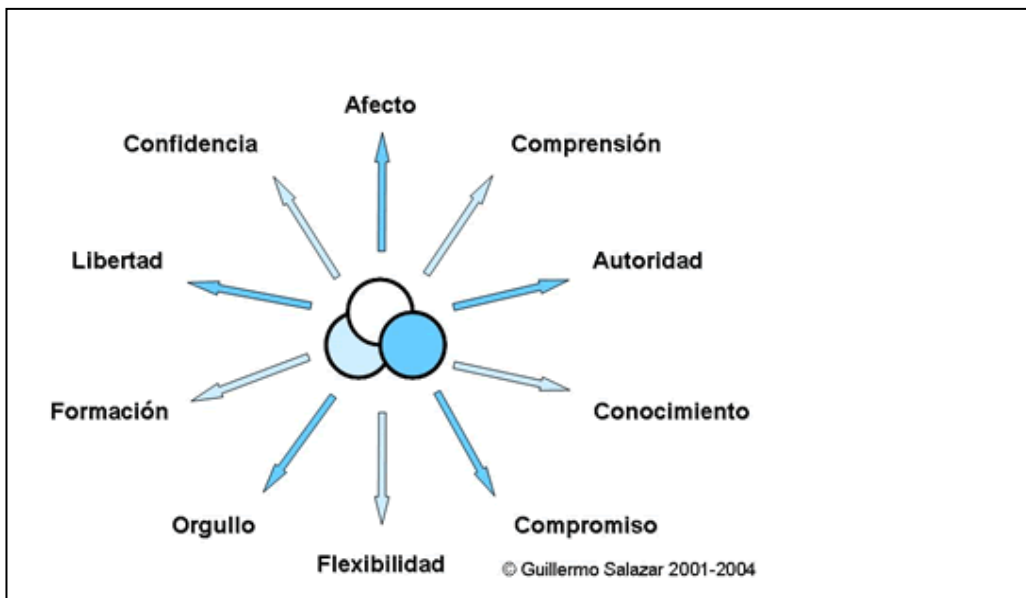 Afecto
Confidencia
Comprensión
Libertad
Autoridad
Formación
Conocimiento
Orgullo
Compromiso
Flexibilidad
© Guillermo Salazar 2001-2004